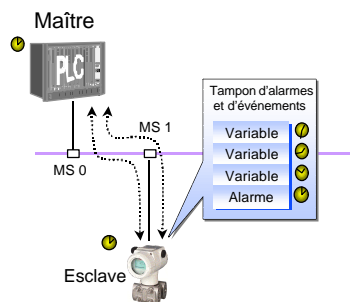 Maître
PLC
Tampon d'alarmes
et d'événements
Variable
Variable
Variable
Alarme
MS 1
MS 0
Esclave